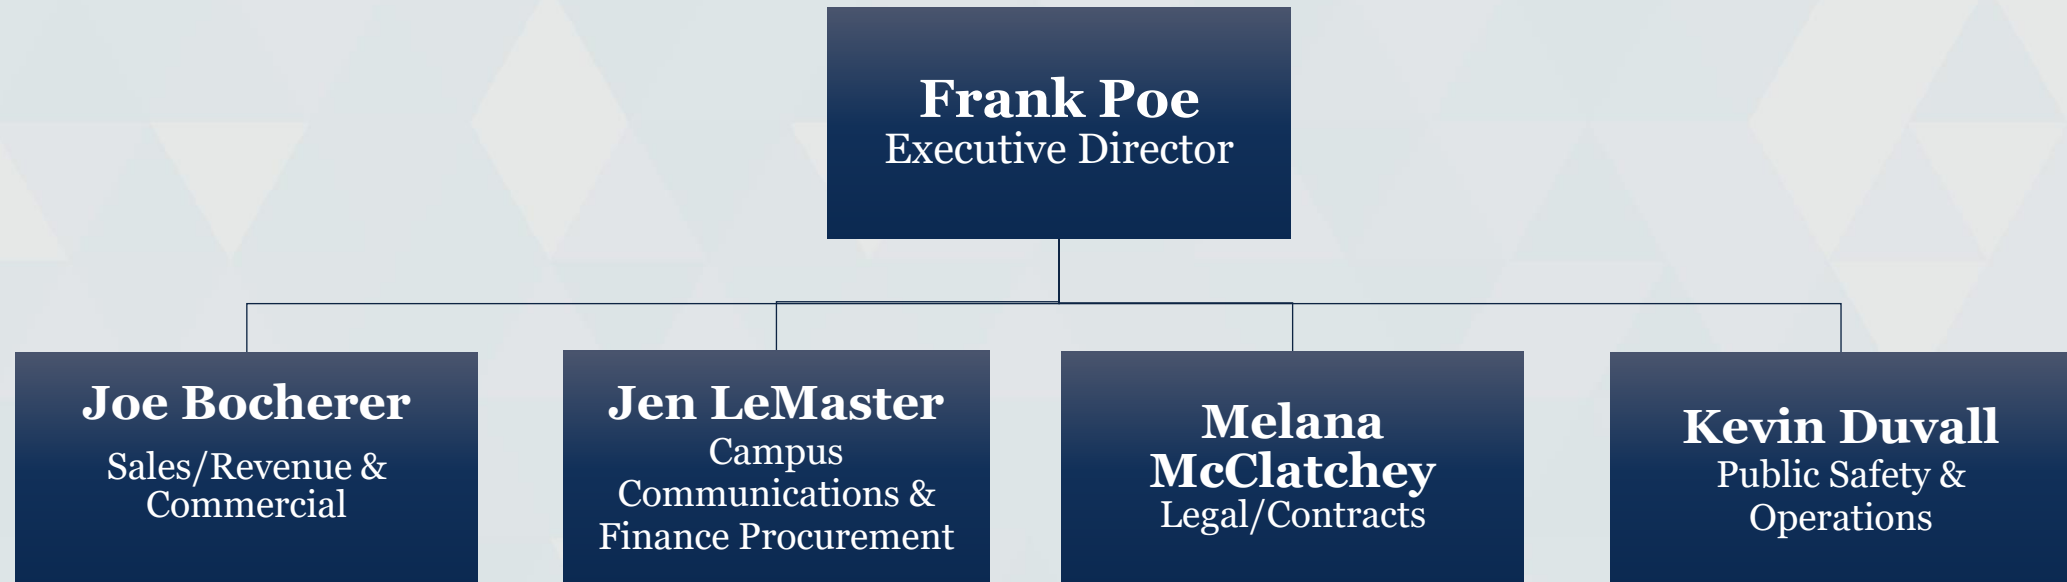 Frank Poe
Executive Director
Joe Bocherer
Sales/Revenue &
Commercial
Jen LeMaster
Campus
Communications &
Finance Procurement
Melana
McClatchey
Legal/Contracts
Kevin Duvall
Public Safety &
Operations